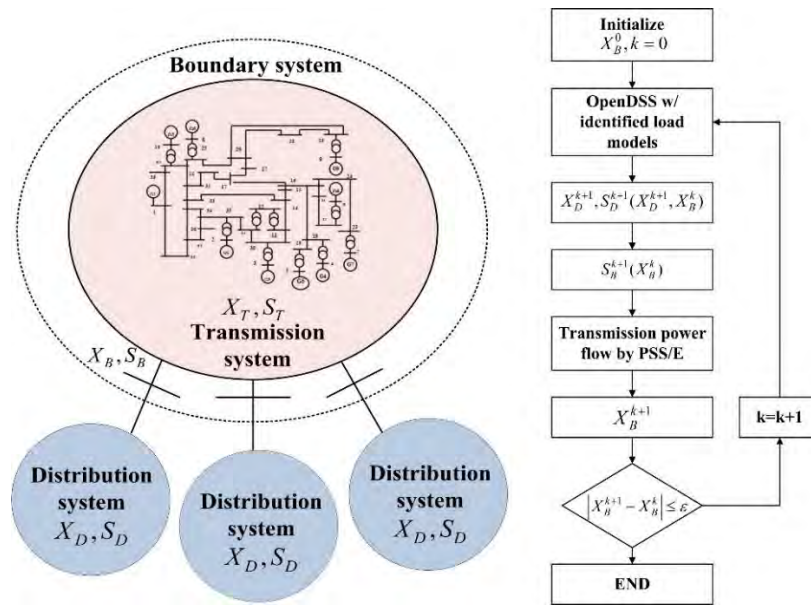 Boundary system
X_T, S_T
Transmission
system
X_B, S_B
Distribution
system
X_D, S_D
Distribution
system
X_D, S_D
Distribution
system
X_D, S_D
Initialize
X_B^0, k = 0
OpenDSS w/
identified load
models
X_D^{k+1}, S_D^{k+1}(X_D^{k+1}, X_B^k)
S_B^{k+1}(X_B^k)
Transmission power
flow by PSS/E
X_B^{k+1}
k=k+1
|X_B^{k+1} − X_B^k| ≤ ε
END